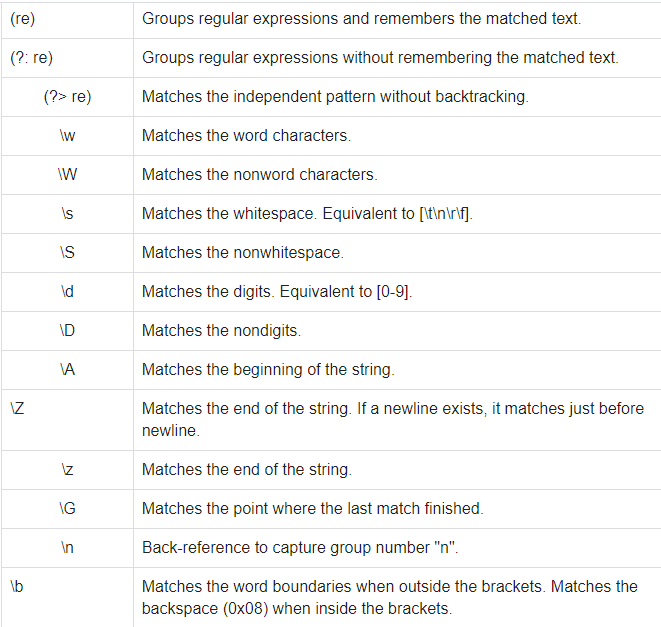 (re) Groups regular expressions and remembers the matched text.
(?: re) Groups regular expressions without remembering the matched text.
(?> re) Matches the independent pattern without backtracking.
\w Matches the word characters.
\W Matches the nonword characters.
\s Matches the whitespace. Equivalent to [\t\n\r\f].
\S Matches the nonwhitespace.
\d Matches the digits. Equivalent to [0-9].
\D Matches the nondigits.
\A Matches the beginning of the string.
\Z Matches the end of the string. If a newline exists, it matches just before
newline.
\z Matches the end of the string.
\G Matches the point where the last match finished.
\n Back-reference to capture group number "n".
\b Matches the word boundaries when outside the brackets. Matches the
backspace (0x08) when inside the brackets.